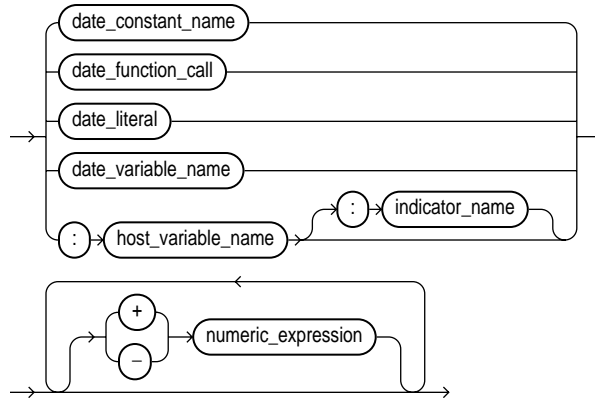 date_constant_name
date_function_call
date_literal
date_variable_name
: indicator_name
: host_variable_name
+
numeric_expression
–